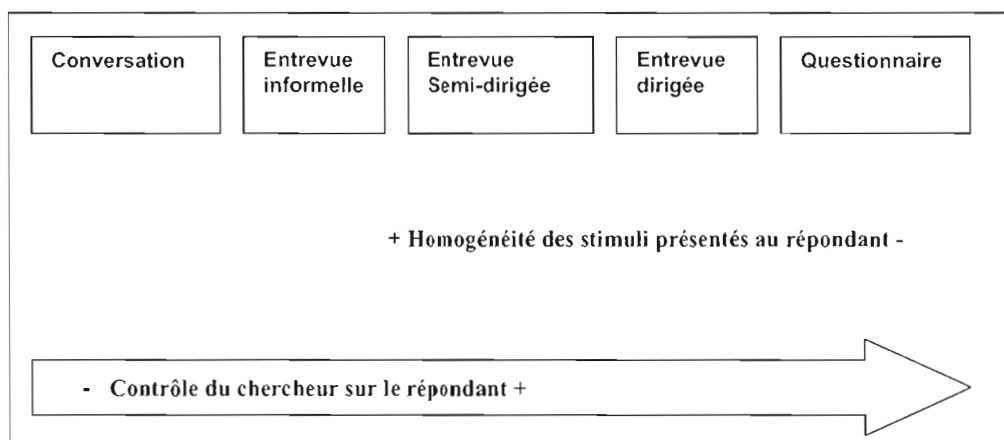 Conversation
Entrevue
informelle
Entrevue
Semi-dirigée
Entrevue
dirigée
Questionnaire
+ Homogénéité des stimuli présentés au répondant -
- Contrôle du chercheur sur le répondant +